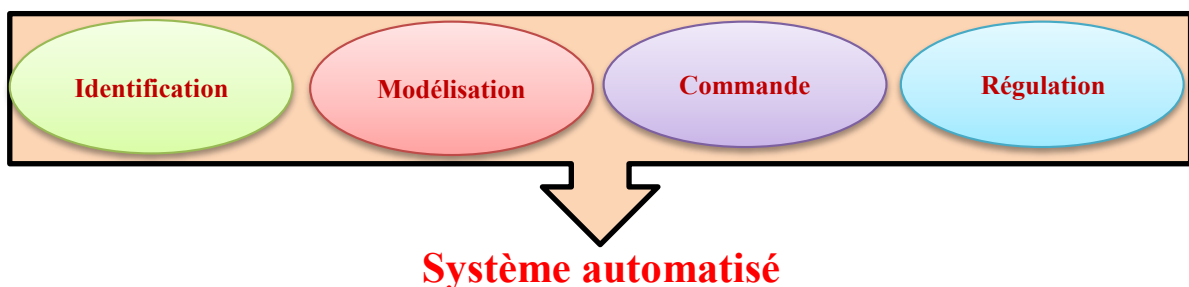 Identification
Modélisation
Commande
Régulation
Système automatisé